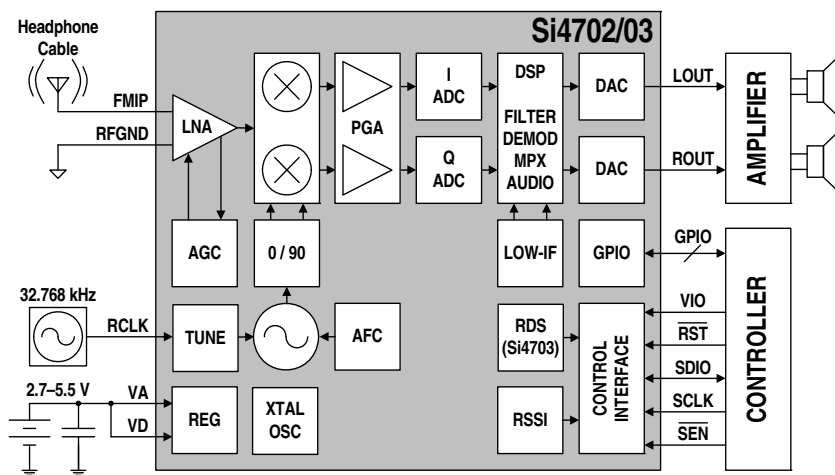 Headphone
Cable
Si4702/03
FMIP
RFGND
LNA
PGA
I
ADC
Q
ADC
DSP
FILTER
DEMOD
MPX
AUDIO
DAC
DAC
LOUT
ROUT
AMPLIFIER
AGC
0 / 90
LOW-IF
GPIO
GPIO
CONTROLLER
32.768 kHz
RCLK
TUNE
AFC
RDS
(Si4703)
CONTROL
INTERFACE
VIO
RST
SDIO
SCLK
SEN
2.7–5.5 V
VA
VD
REG
XTAL
OSC
RSSI